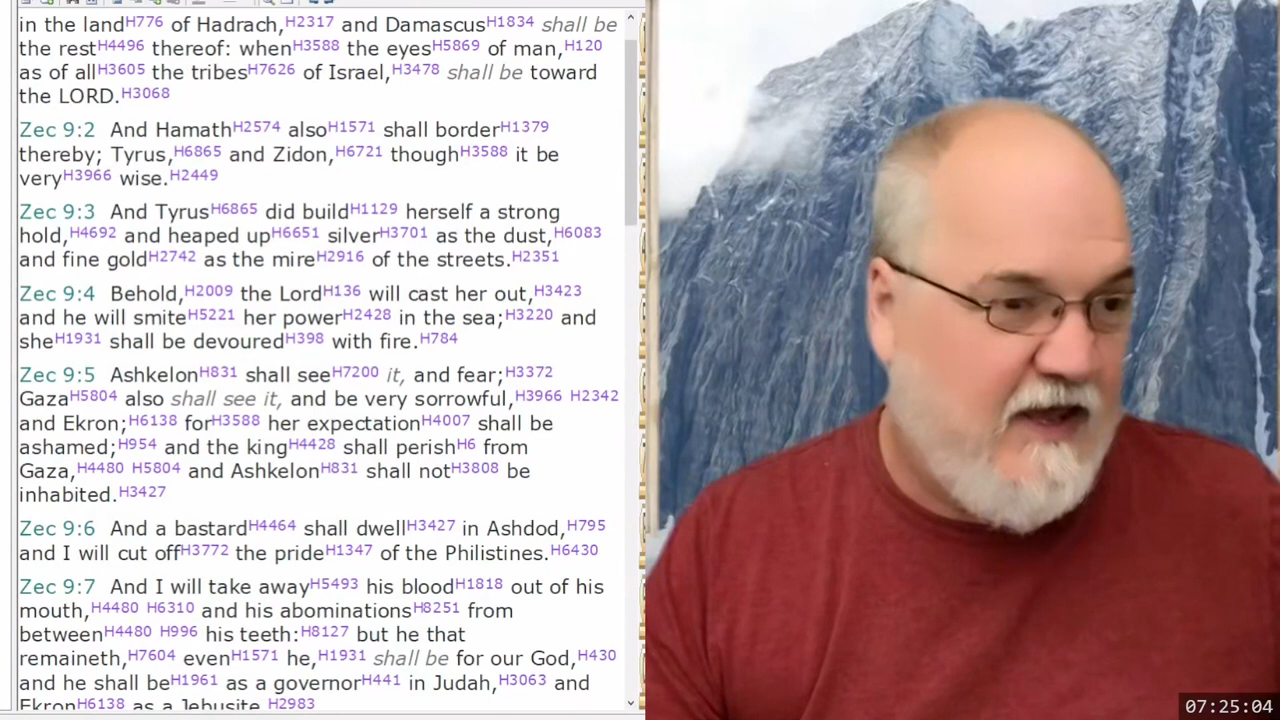 in the landH776 of Hadrach,H2317 and DamascusH1834 shall be
the restH4496 thereof: whenH3588 the eyesH5869 of man,H120
as of allH3605 the tribesH7626 of Israel,H3478 shall be toward
the LORD.H3068
Zec 9:2 And HamathH2574 alsoH1571 shall borderH1379
thereby; Tyrus,H6865 and Zidon,H6721 thoughH3588 it be
veryH3966 wise.H2449
Zec 9:3 And TyrusH6865 did buildH1129 herself a strong
hold,H4692 and heaped upH6651 silverH3701 as the dust,H6083
and fine goldH2742 as the mireH2916 of the streets.H2351
Zec 9:4 Behold,H2009 the LordH136 will cast her out,H3423
and he will smiteH5221 her powerH2428 in the sea;H3220 and
sheH1931 shall be devouredH398 with fire.H784
Zec 9:5 AshkelonH831 shall seeH7200 it, and fear;H3372
GazaH5804 also shall see it, and be very sorrowful,H3966 H2342
and Ekron;H6138 forH3588 her expectationH4007 shall be
ashamed;H954 and the kingH4428 shall perishH6 from
Gaza,H4480 H5804 and AshkelonH831 shall notH3808 be
inhabited.H3427
Zec 9:6 And a bastardH4464 shall dwellH3427 in Ashdod,H795
and I will cut offH3772 the prideH1347 of the Philistines.H6430
Zec 9:7 And I will take awayH5493 his bloodH1818 out of his
mouth,H4480 H6310 and his abominationsH8251 from
betweenH4480 H996 his teeth:H8127 but he that
remaineth,H7604 evenH1571 he,H1931 shall be for our God,H430
and he shall beH1961 as a governorH441 in Judah,H3063 and
EkronH6138 as a Jebusite.H2983
07:25:04